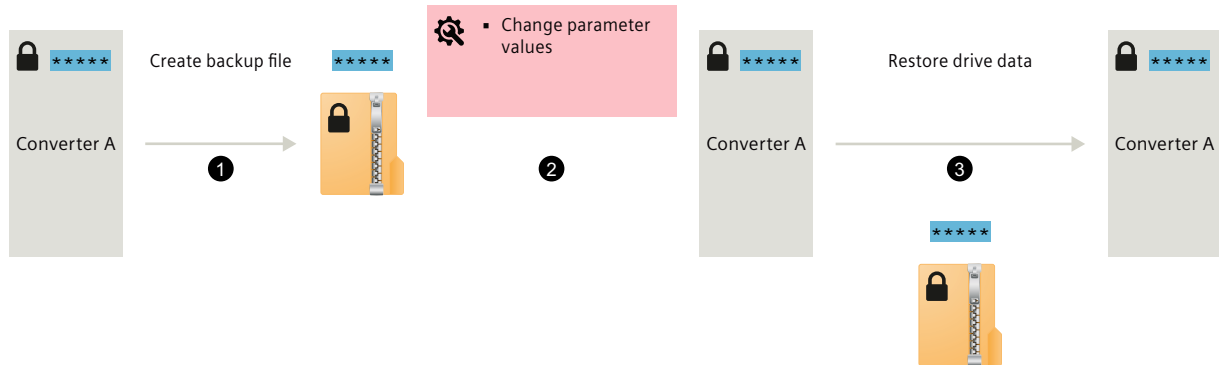 *****
Create backup file
*****
▪ Change parameter
values
*****
Restore drive data
*****
Converter A
Converter A
Converter A
1
2
3
*****